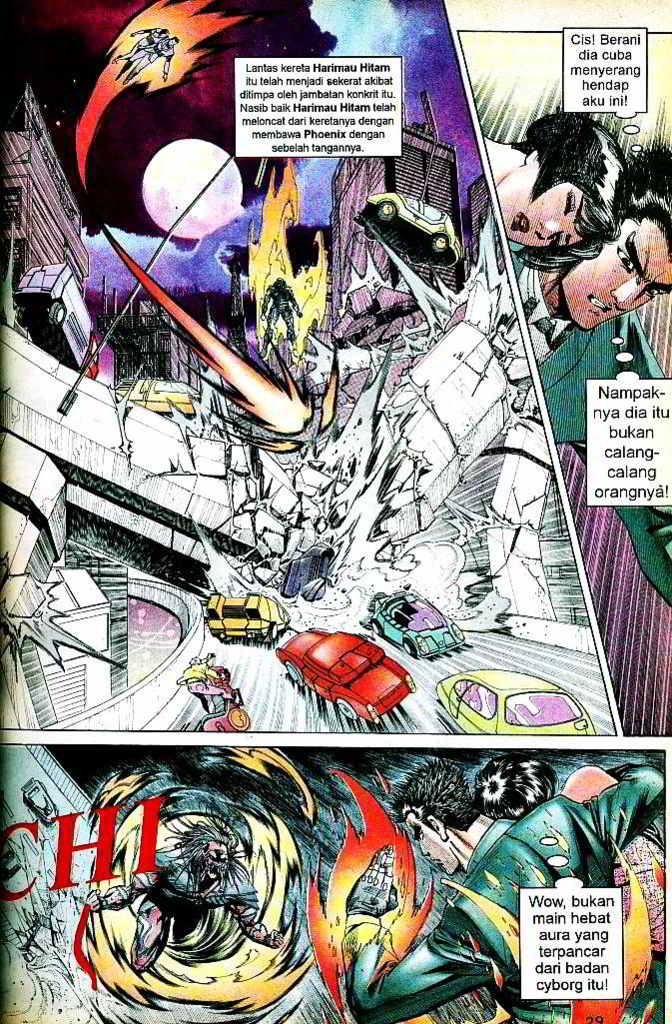 Lantas kereta Harimau Hitam
itu telah menjadi sekerat akibat
ditimpa oleh jambatan konkrit itu.
Nasib baik Harimau Hitam telah
meloncat dari keretanya dengan
membawa Phoenix dengan
sebelah tangannya.
Cis! Berani
dia cuba
menyerang
hendap
aku ini!
Nampak-
nya dia itu
bukan
calang-
calang
orangnya!
CHI
Wow, bukan
main hebat
aura yang
terpancar
dari badan
cyborg itu!
29